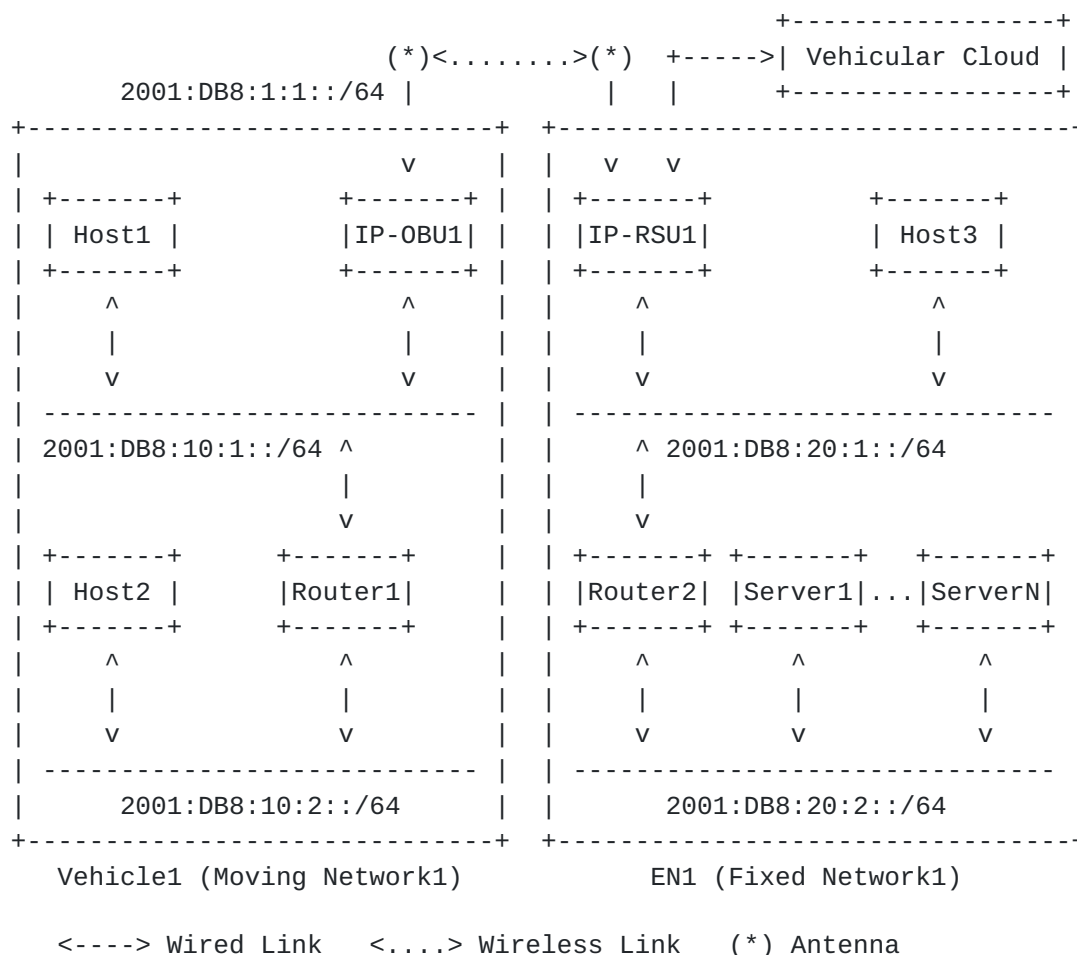 (*)<........>(*) +----->| Vehicular Cloud |
2001:DB8:1:1::/64
Host1 IP-OBU1 IP-RSU1 Host3
2001:DB8:10:1::/64 2001:DB8:20:1::/64
Host2 Router1 Router2 Server1 ... ServerN
2001:DB8:10:2::/64 2001:DB8:20:2::/64
Vehicle1 (Moving Network1) EN1 (Fixed Network1)
<----> Wired Link <....> Wireless Link (*) Antenna